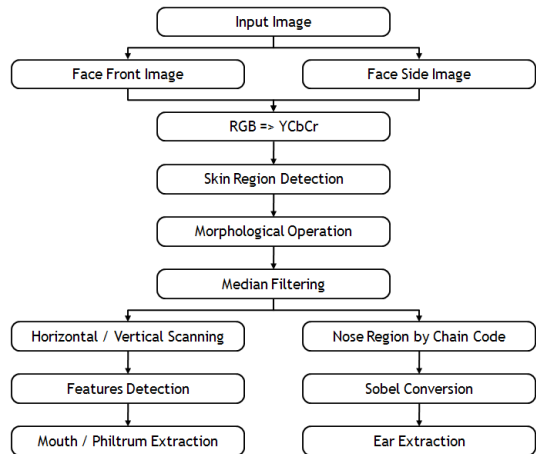 Input Image
Face Front Image
Face Side Image
RGB => YCbCr
Skin Region Detection
Morphological Operation
Median Filtering
Horizontal / Vertical Scanning
Nose Region by Chain Code
Features Detection
Sobel Conversion
Mouth / Philtrum Extraction
Ear Extraction